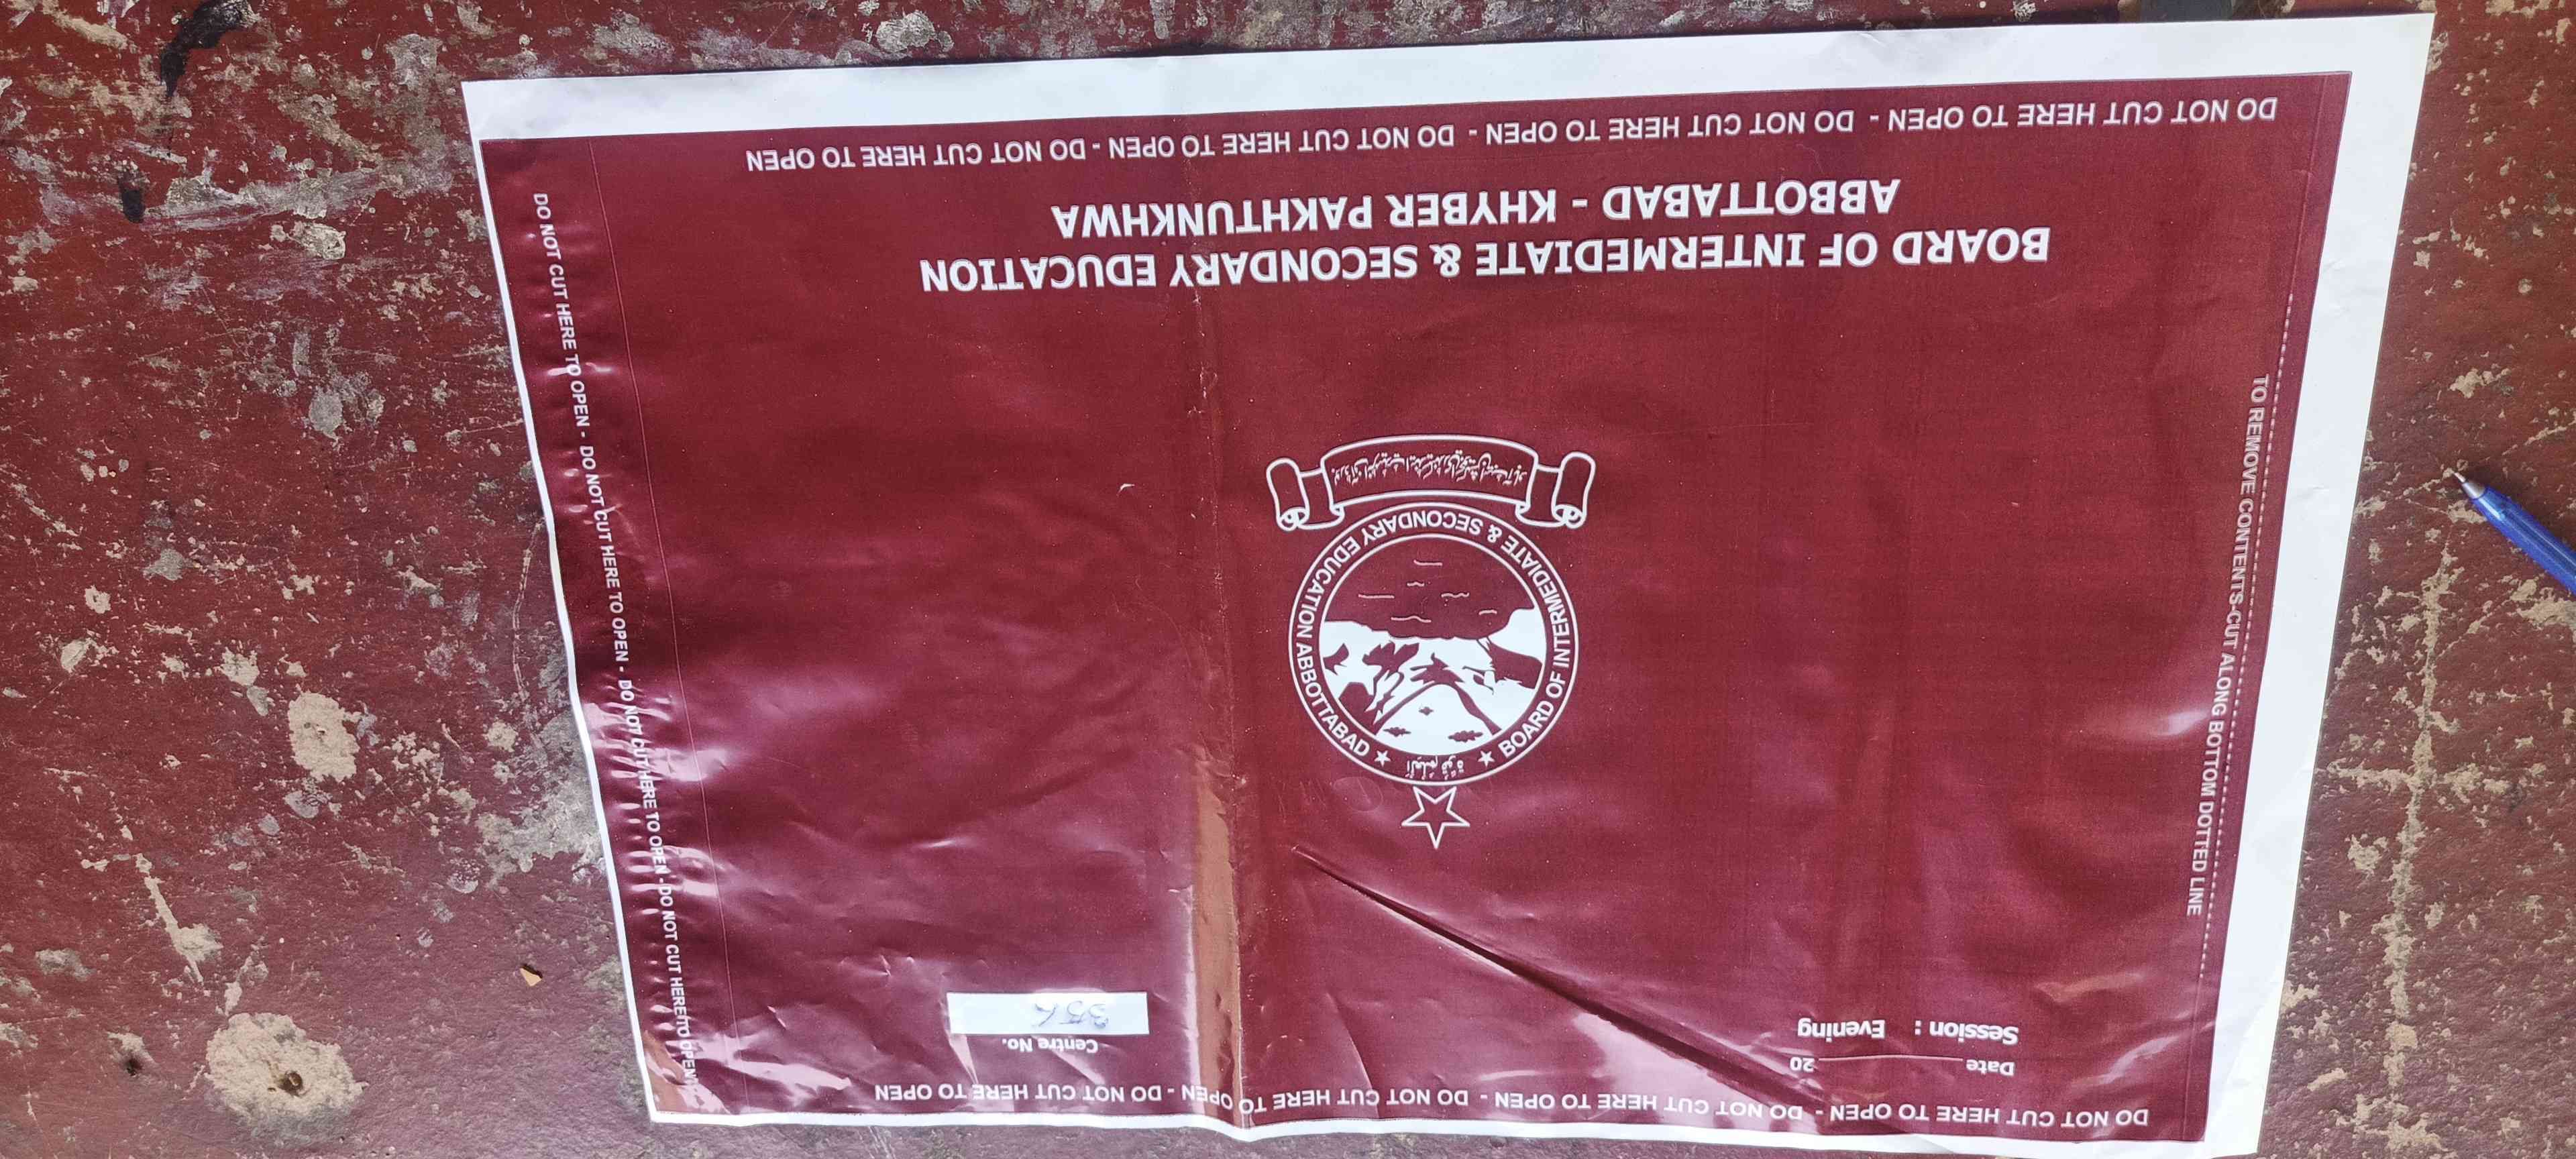 DO NOT CUT HERE TO OPEN - DO NOT CUT HERE TO OPEN - DO NOT CUT HERE TO OPEN - DO NOT CUT HERE TO OPEN
Date ____________ 20
Session : Evening
Centre No.
BOARD OF INTERMEDIATE & SECONDARY EDUCATION ABBOTTABAD
BOARD OF INTERMEDIATE & SECONDARY EDUCATION
ABBOTTABAD - KHYBER PAKHTUNKHWA
DO NOT CUT HERE TO OPEN - DO NOT CUT HERE TO OPEN - DO NOT CUT HERE TO OPEN - DO NOT CUT HERE TO OPEN
TO REMOVE CONTENTS-CUT ALONG BOTTOM DOTTED LINE
DO NOT CUT HERE TO OPEN - DO NOT CUT HERE TO OPEN - DO NOT CUT HERE TO OPEN - DO NOT CUT HERE TO OPEN